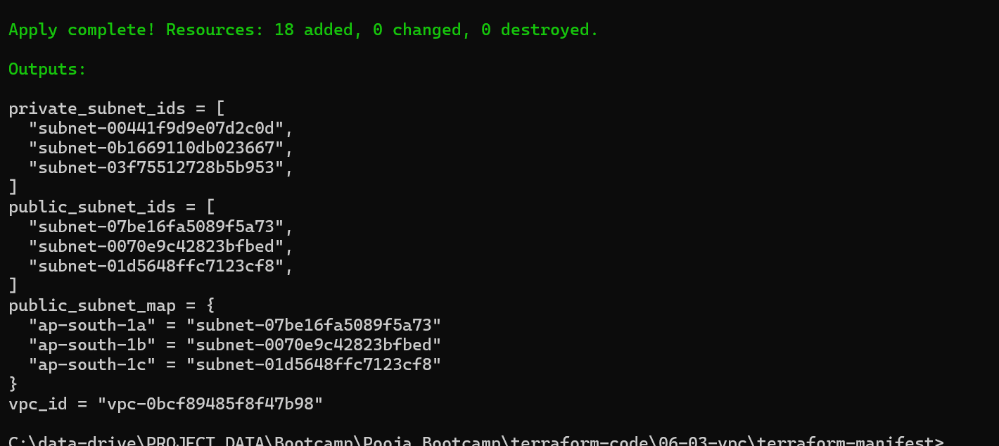 Apply complete! Resources: 18 added, 0 changed, 0 destroyed.
Outputs:
private_subnet_ids = [
  "subnet-00441f9d9e07d2c0d",
  "subnet-0b1669110db023667",
  "subnet-03f75512728b5b953",
]
public_subnet_ids = [
  "subnet-07be16fa5089f5a73",
  "subnet-0070e9c42823bfbed",
  "subnet-01d5648ffc7123cf8",
]
public_subnet_map = {
  "ap-south-1a" = "subnet-07be16fa5089f5a73"
  "ap-south-1b" = "subnet-0070e9c42823bfbed"
  "ap-south-1c" = "subnet-01d5648ffc7123cf8"
}
vpc_id = "vpc-0bcf89485f8f47b98"
C:\data-drive\PROJECT DATA\Bootcamp\Pooja Bootcamp\terraform-code\06-03-vpc\terraform-manifest>